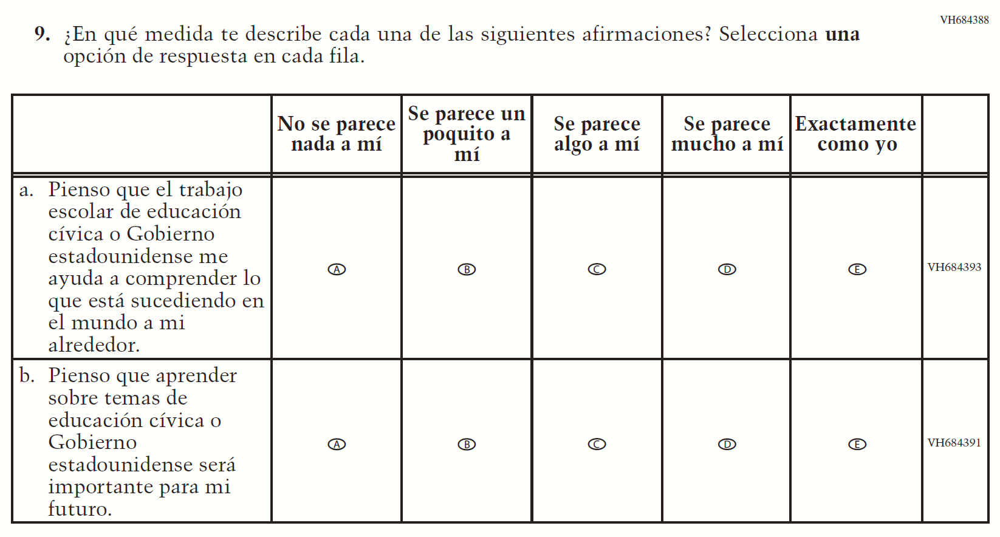 VH684388
9. ¿En qué medida te describe cada una de las siguientes afirmaciones? Selecciona una
opción de respuesta en cada fila.
No se parece
nada a mí
Se parece un
poquito a
mí
Se parece
algo a mí
Se parece
mucho a mí
Exactamente
como yo
a. Pienso que el trabajo
escolar de educación
cívica o Gobierno
estadounidense me
ayuda a comprender lo
que está sucediendo en
el mundo a mi
alrededor.
A B C D E VH684393
b. Pienso que aprender
sobre temas de
educación cívica o
Gobierno
estadounidense será
importante para mi
futuro.
A B C D E VH684391